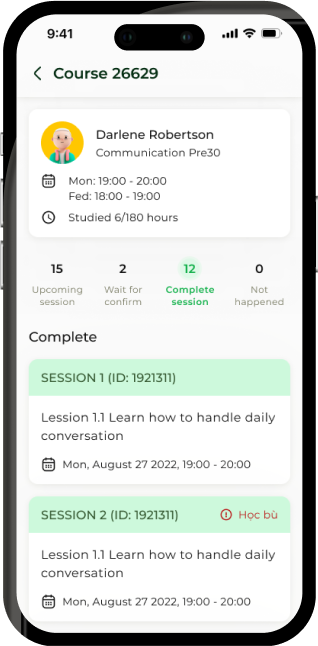 9:41
Course 26629
Darlene Robertson
Communication Pre30
Mon: 19:00 - 20:00
Fed: 18:00 - 19:00
Studied 6/180 hours
15 2 12 0
Upcoming Wait for Complete Not
session confirm session happened
Complete
SESSION 1 (ID: 1921311)
Lession 1.1 Learn how to handle daily
conversation
Mon, August 27 2022, 19:00 - 20:00
SESSION 2 (ID: 1921311) Học bù
Lession 1.1 Learn how to handle daily
conversation
Mon, August 27 2022, 19:00 - 20:00